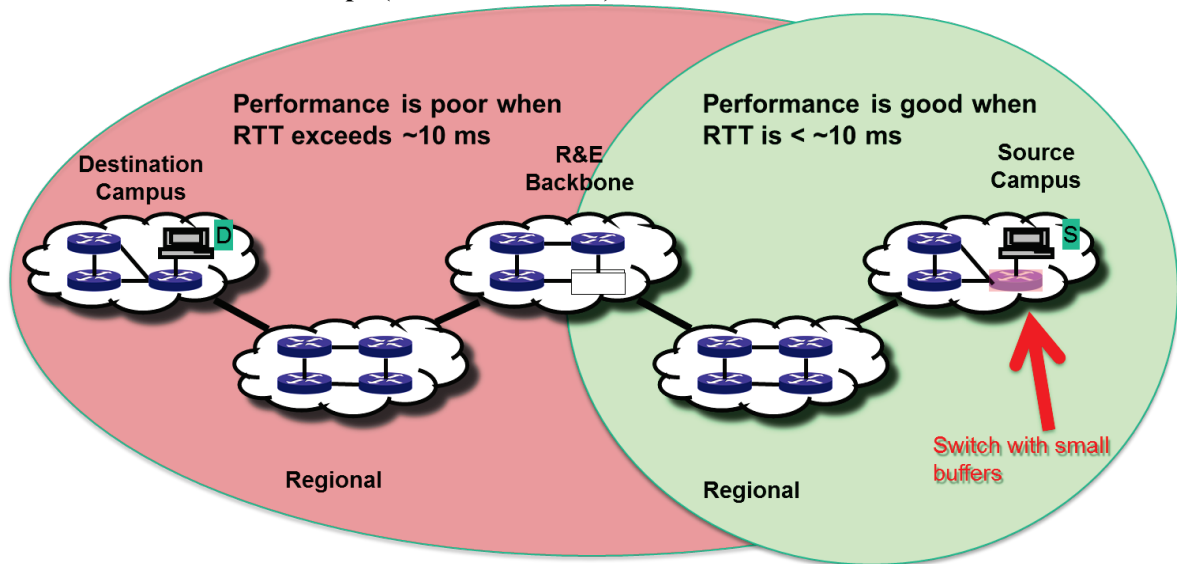 Performance is poor when
RTT exceeds ~10 ms
Performance is good when
RTT is < ~10 ms
Destination
Campus
R&E
Backbone
Source
Campus
D
S
Switch with small
buffers
Regional
Regional